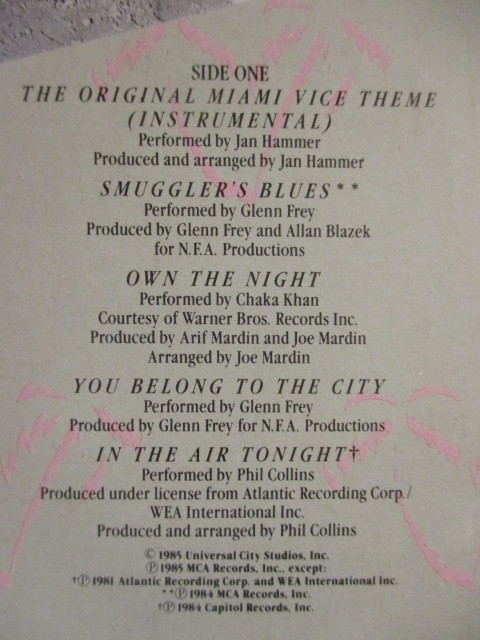 SIDE ONE
THE ORIGINAL MIAMI VICE THEME
(INSTRUMENTAL)
Performed by Jan Hammer
Produced and arranged by Jan Hammer
SMUGGLER'S BLUES**
Performed by Glenn Frey
Produced by Glenn Frey and Allan Blazek
for N.F.A. Productions
OWN THE NIGHT
Performed by Chaka Khan
Courtesy of Warner Bros. Records Inc.
Produced by Arif Mardin and Joe Mardin
Arranged by Joe Mardin
YOU BELONG TO THE CITY
Performed by Glenn Frey
Produced by Glenn Frey for N.F.A. Productions
IN THE AIR TONIGHT†
Performed by Phil Collins
Produced under license from Atlantic Recording Corp./
WEA International Inc.
Produced and arranged by Phil Collins
© 1985 Universal City Studios, Inc.
℗ 1985 MCA Records, Inc., except:
†℗ 1981 Atlantic Recording Corp. and WEA International Inc.
**℗ 1984 MCA Records, Inc.
†℗ 1984 Capitol Records, Inc.